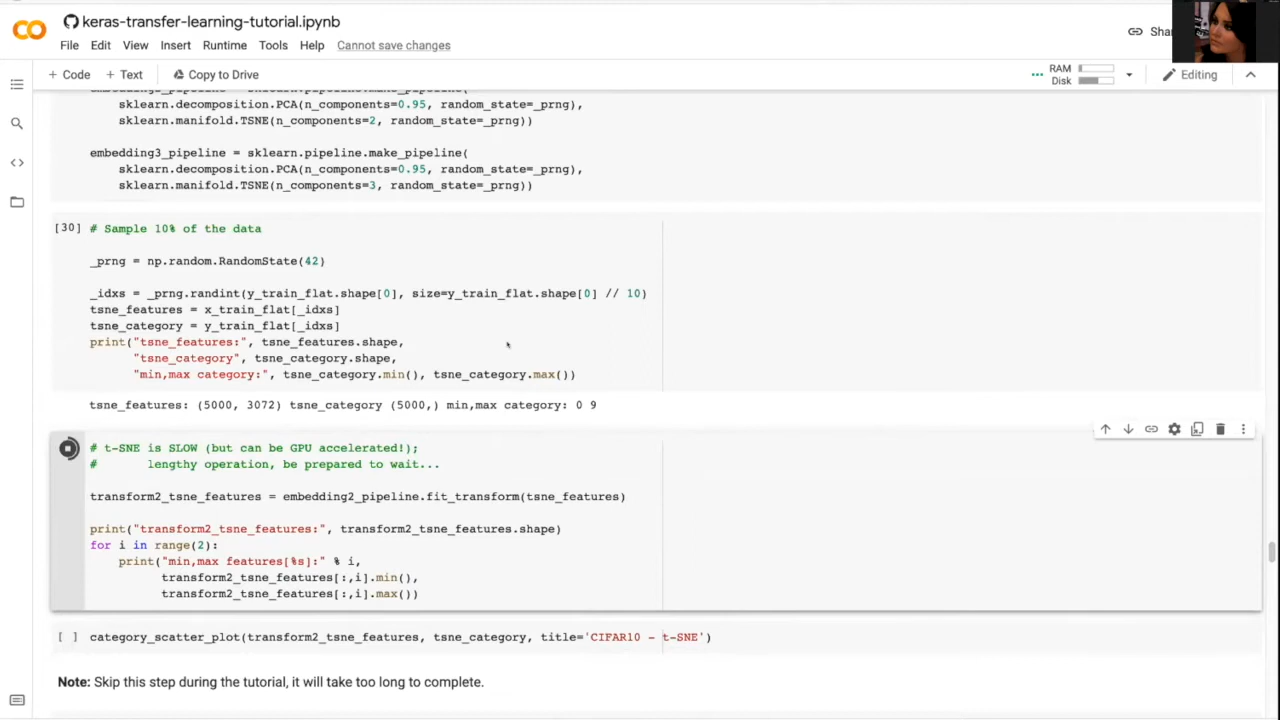 keras-transfer-learning-tutorial.ipynb
File Edit View Insert Runtime Tools Help Cannot save changes
+ Code + Text Copy to Drive
RAM
Disk
Editing
sklearn.decomposition.PCA(n_components=0.95, random_state=_prng),
sklearn.manifold.TSNE(n_components=2, random_state=_prng))
embedding3_pipeline = sklearn.pipeline.make_pipeline(
sklearn.decomposition.PCA(n_components=0.95, random_state=_prng),
sklearn.manifold.TSNE(n_components=3, random_state=_prng))
[30] # Sample 10% of the data
_prng = np.random.RandomState(42)
_idxs = _prng.randint(y_train_flat.shape[0], size=y_train_flat.shape[0] // 10)
tsne_features = x_train_flat[_idxs]
tsne_category = y_train_flat[_idxs]
print("tsne_features:", tsne_features.shape,
"tsne_category", tsne_category.shape,
"min,max category:", tsne_category.min(), tsne_category.max())
tsne_features: (5000, 3072) tsne_category (5000,) min,max category: 0 9
# t-SNE is SLOW (but can be GPU accelerated!);
# lengthy operation, be prepared to wait...
transform2_tsne_features = embedding2_pipeline.fit_transform(tsne_features)
print("transform2_tsne_features:", transform2_tsne_features.shape)
for i in range(2):
print("min,max features[%s]:" % i,
transform2_tsne_features[:,i].min(),
transform2_tsne_features[:,i].max())
[ ] category_scatter_plot(transform2_tsne_features, tsne_category, title='CIFAR10 - t-SNE')
Note: Skip this step during the tutorial, it will take too long to complete.